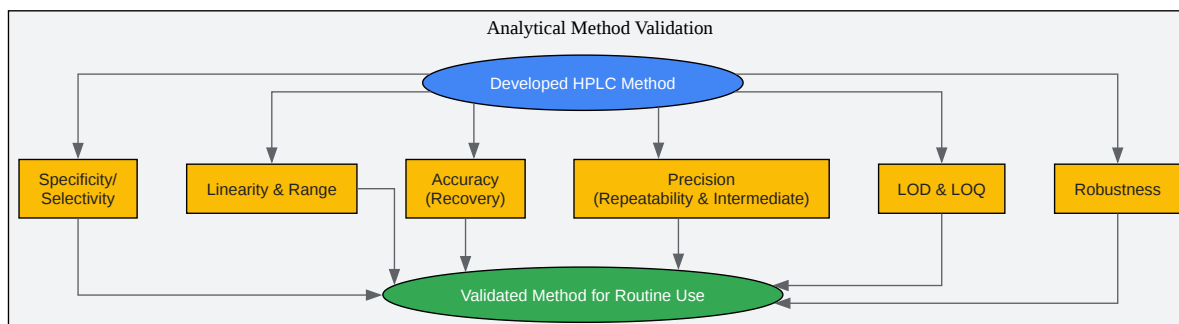 Analytical Method Validation
Developed HPLC Method
Specificity/
Selectivity
Linearity & Range
Accuracy
(Recovery)
Precision
(Repeatability & Intermediate)
LOD & LOQ
Robustness
Validated Method for Routine Use